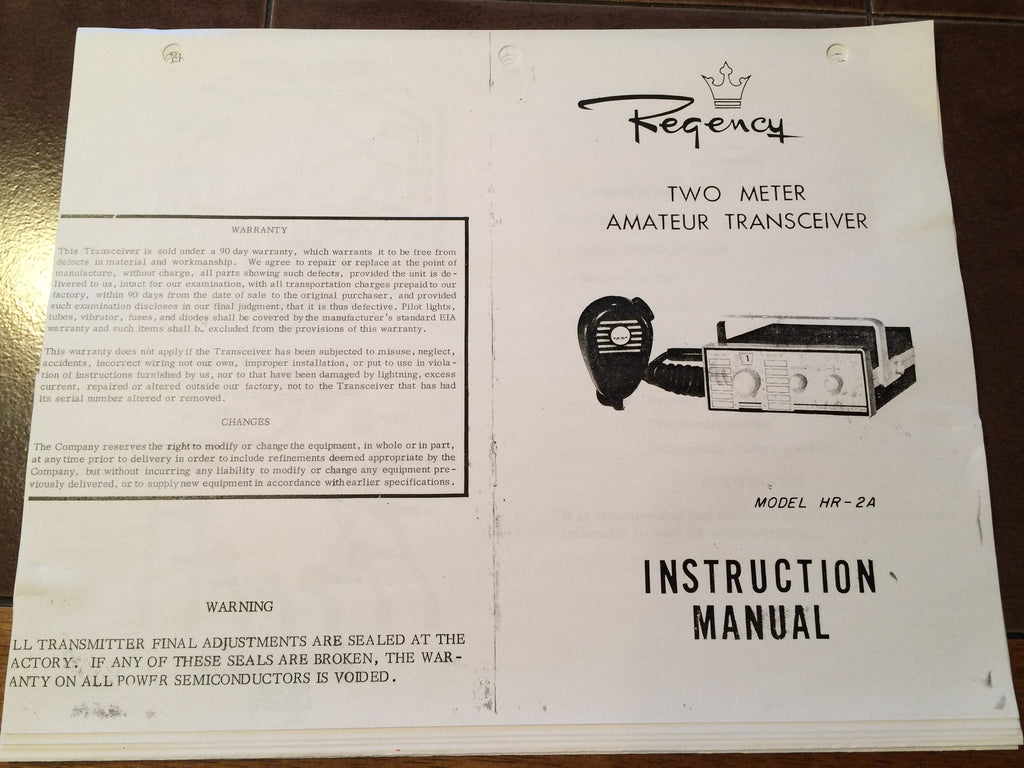 WARRANTY
This Transceiver is sold under a 90 day warranty, which warrants it to be free from
defects in material and workmanship. We agree to repair or replace at the point of
manufacture, without charge, all parts showing such defects, provided the unit is de-
livered to us, intact for our examination, with all transportation charges prepaid to our
factory, within 90 days from the date of sale to the original purchaser, and provided
such examination discloses in our final judgment, that it is thus defective. Pilot lights,
tubes, vibrator, fuses, and diodes shall be covered by the manufacturer's standard EIA
warranty and such items shall be excluded from the provisions of this warranty.
This warranty does not apply if the Transceiver has been subjected to misuse, neglect,
accidents, incorrect wiring not our own, improper installation, or put to use in viola-
tion of instructions furnished by us, nor to that have been damaged by lightning, excess
current, repaired or altered outside our factory, not to the Transceiver that has had
its serial number altered or removed.
CHANGES
The Company reserves the right to modify or change the equipment, in whole or in part,
at any time prior to delivery in order to include refinements deemed appropriate by the
Company, but without incurring any liability to modify or change any equipment pre-
viously delivered, or to supply new equipment in accordance with earlier specifications.
WARNING
LL TRANSMITTER FINAL ADJUSTMENTS ARE SEALED AT THE
ACTORY. IF ANY OF THESE SEALS ARE BROKEN, THE WAR-
ANTY ON ALL POWER SEMICONDUCTORS IS VOIDED.
Regency
TWO METER
AMATEUR TRANSCEIVER
1
MODEL HR-2A
INSTRUCTION
MANUAL